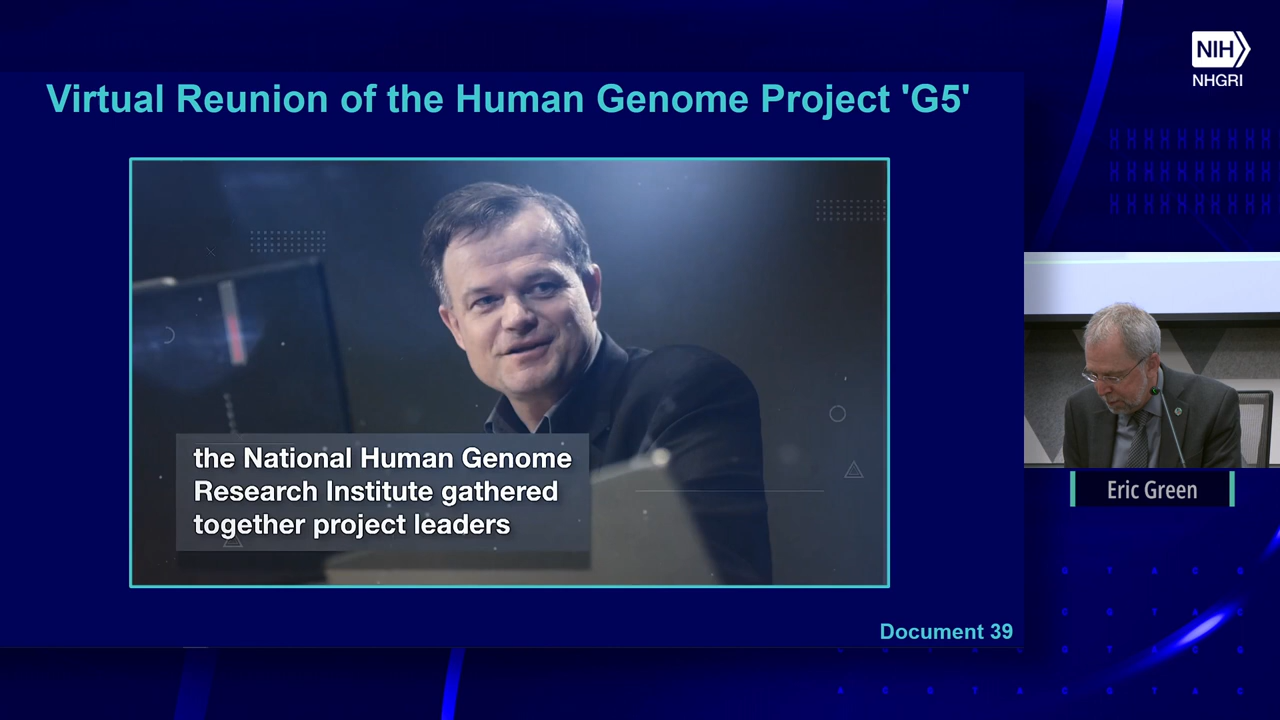 Virtual Reunion of the Human Genome Project 'G5'
NIH
NHGRI
the National Human Genome
Research Institute gathered
together project leaders
Eric Green
Document 39